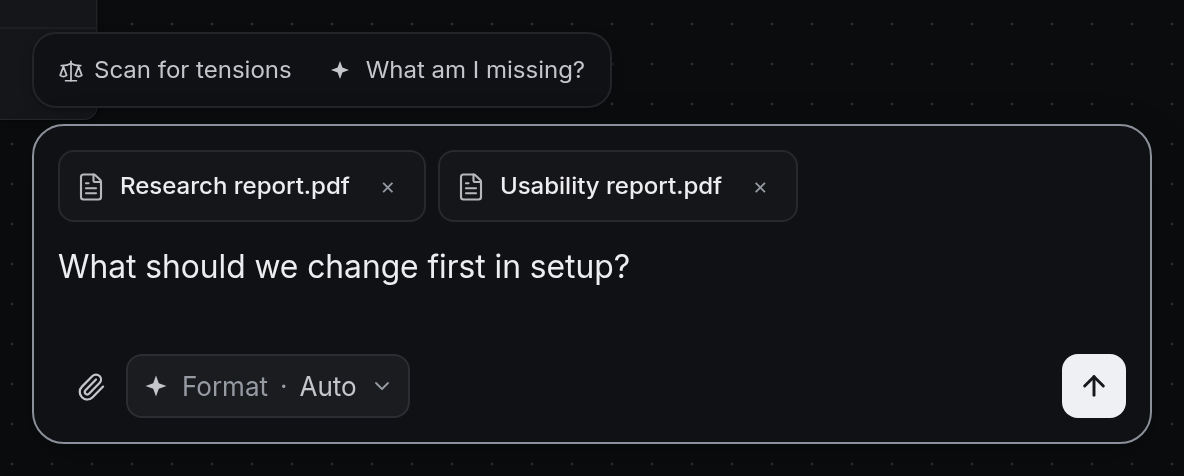 Scan for tensions What am I missing?
Research report.pdf Usability report.pdf
What should we change first in setup?
Format · Auto